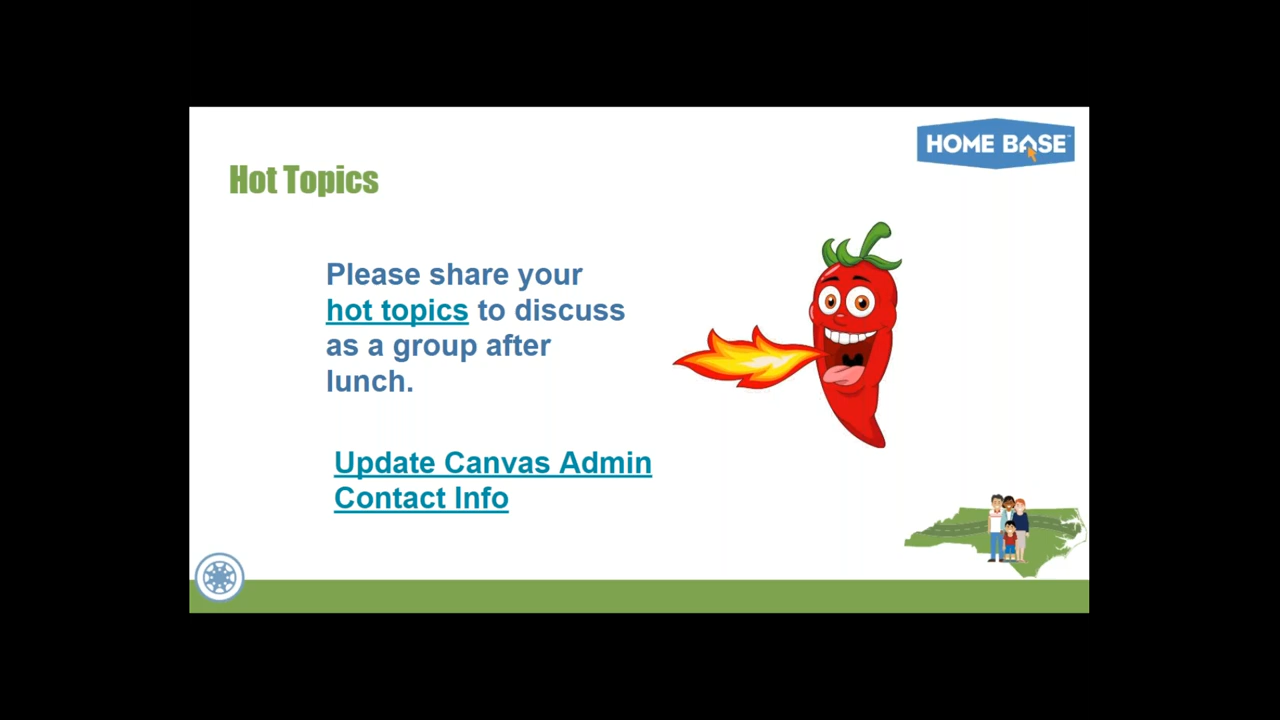 HOME BASE™
Hot Topics
Please share your
hot topics to discuss
as a group after
lunch.
Update Canvas Admin
Contact Info